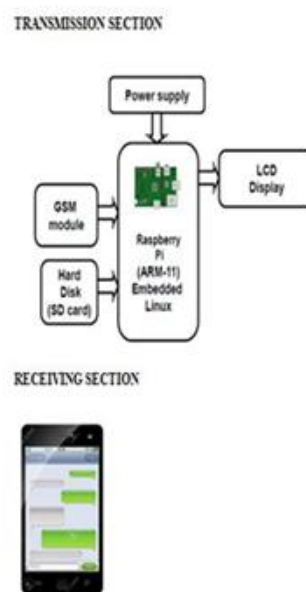 TRANSMISSION SECTION
Power supply
LCD
Display
GSM
module
Raspberry
Pi
(ARM-11)
Embedded
Linux
Hard
Disk
(SD card)
RECEIVING SECTION